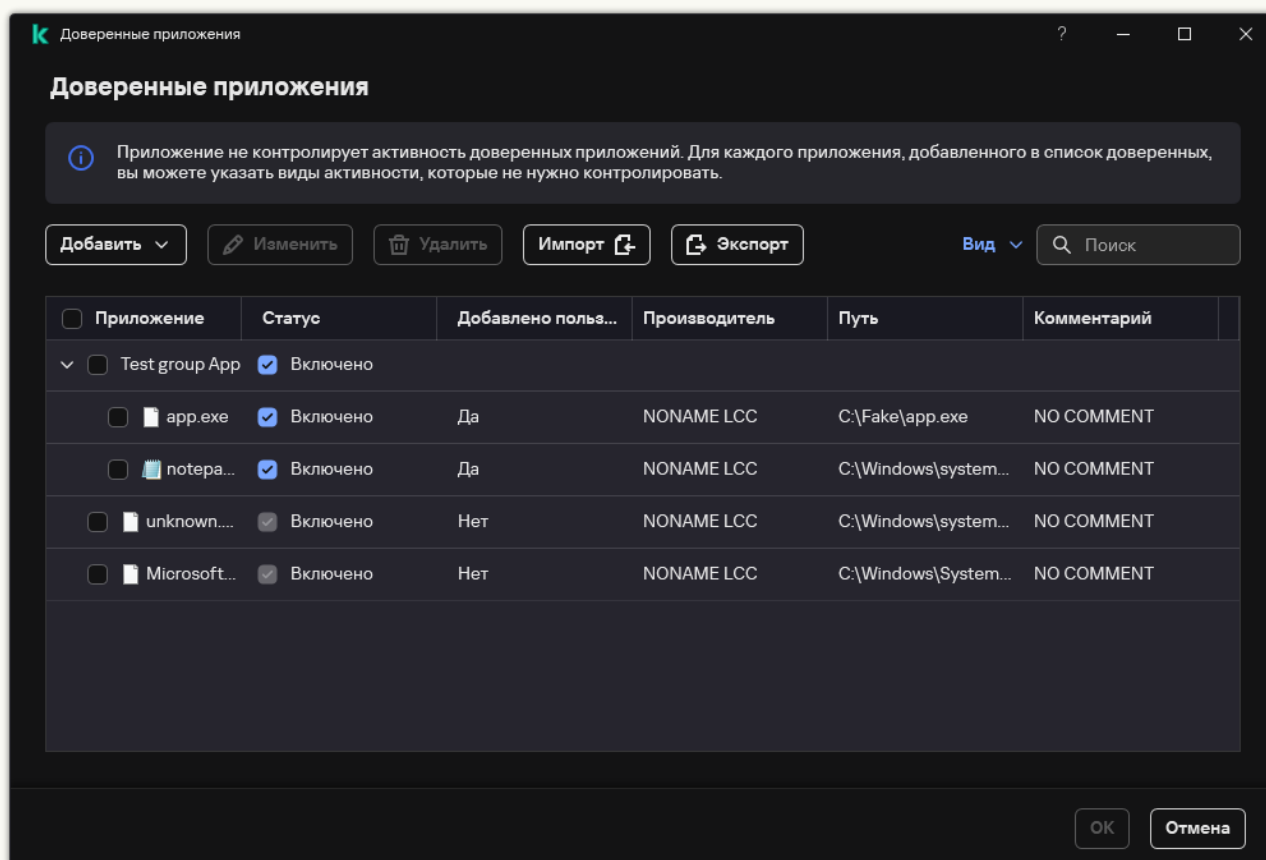 Доверенные приложения
?
Доверенные приложения
Приложение не контролирует активность доверенных приложений. Для каждого приложения, добавленного в список доверенных,
вы можете указать виды активности, которые не нужно контролировать.
Добавить Изменить Удалить Импорт Экспорт Вид Поиск
Приложение Статус Добавлено польз... Производитель Путь Комментарий
Test group App Включено
app.exe Включено Да NONAME LCC C:\Fake\app.exe NO COMMENT
notepa... Включено Да NONAME LCC C:\Windows\system... NO COMMENT
unknown.... Включено Нет NONAME LCC C:\Windows\system... NO COMMENT
Microsoft... Включено Нет NONAME LCC C:\Windows\System... NO COMMENT
ОК Отмена